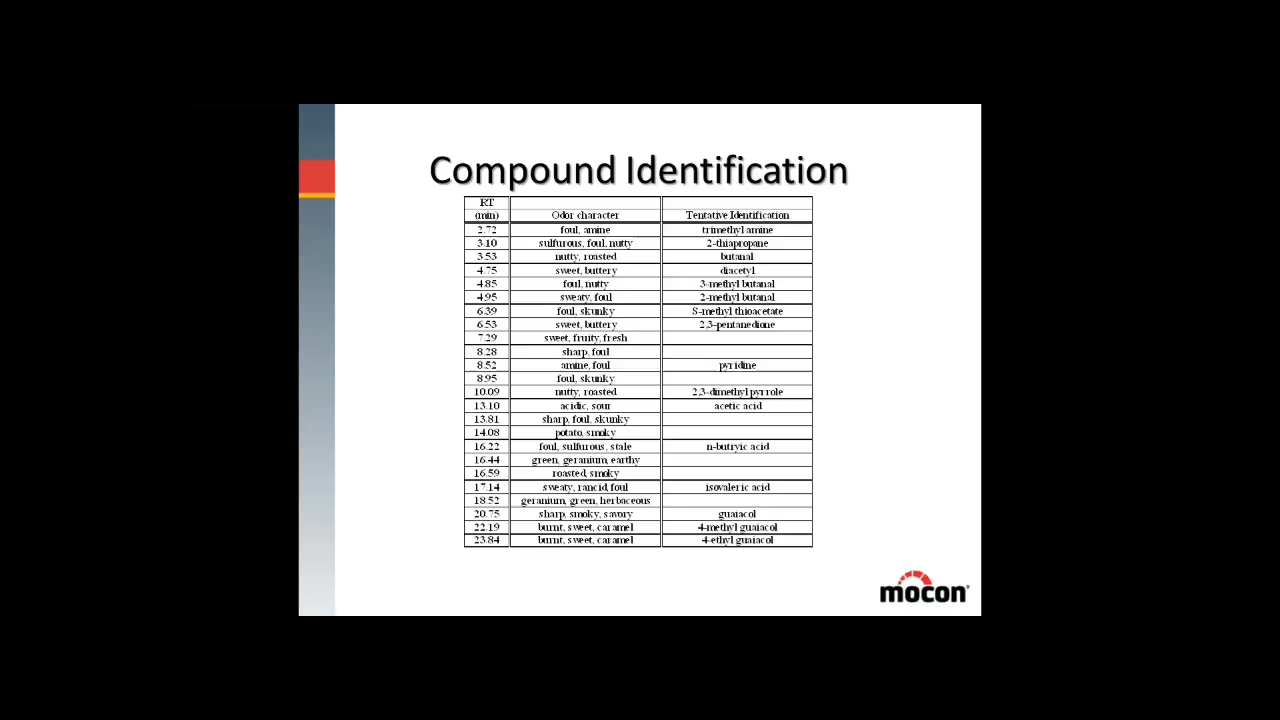 Compound Identification
RT
(min) Odor character Tentative Identification
2.72 foul, amine trimethyl amine
3.10 sulfurous, foul, nutty 2-thiapropane
3.53 nutty, roasted butanal
4.75 sweet, buttery diacetyl
4.85 foul, nutty 3-methyl butanal
4.95 sweaty, foul 2-methyl butanal
6.39 foul, skunky S-methyl thioacetate
6.53 sweet, buttery 2,3-pentanedione
7.29 sweet, fruity, fresh
8.28 sharp, foul
8.52 amine, foul pyridine
8.95 foul, skunky
10.09 nutty, roasted 2,3-dimethyl pyrrole
13.10 acidic, sour acetic acid
13.81 sharp, foul, skunky
14.08 potato, smoky
16.22 foul, sulfurous, stale n-butryic acid
16.44 green, geranium, earthy
16.59 roasted, smoky
17.14 sweaty, rancid, foul isovaleric acid
18.52 geranium, green, herbaceous
20.75 sharp, smoky, savory guaiacol
22.19 burnt, sweet, caramel 4-methyl guaiacol
23.84 burnt, sweet, caramel 4-ethyl guaiacol
mocon